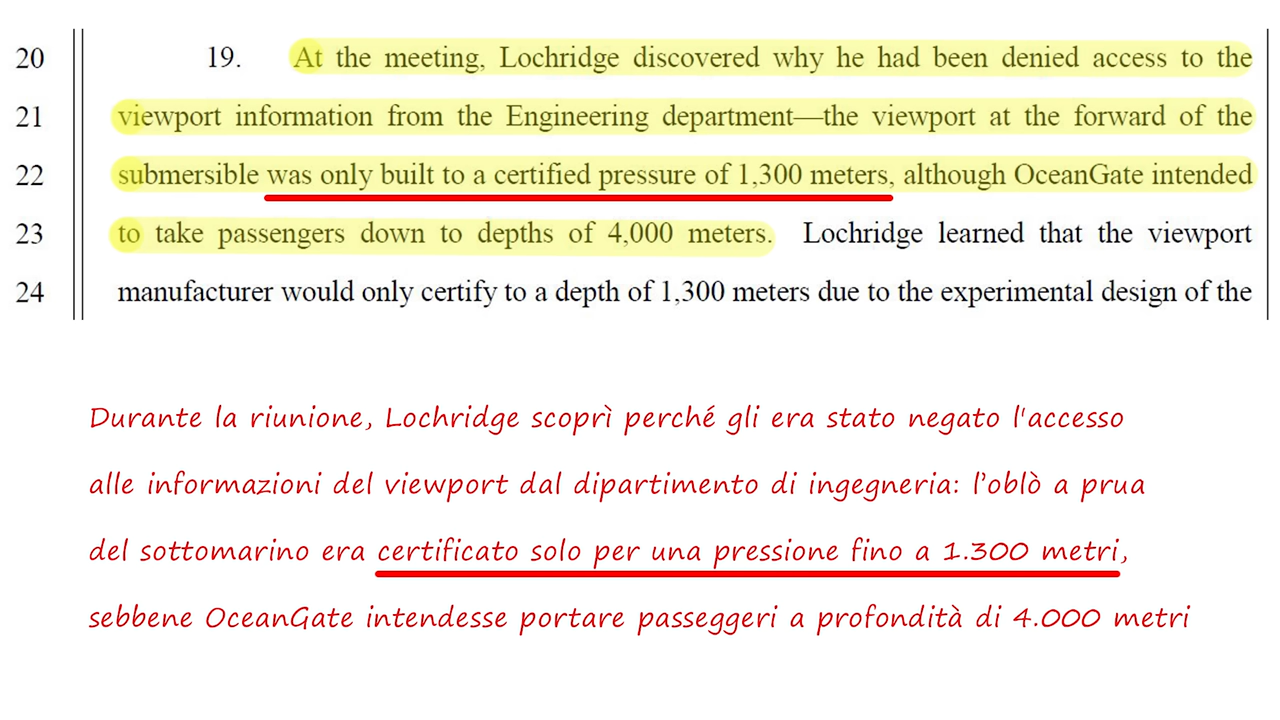 20 19. At the meeting, Lochridge discovered why he had been denied access to the
21 viewport information from the Engineering department—the viewport at the forward of the
22 submersible was only built to a certified pressure of 1,300 meters, although OceanGate intended
23 to take passengers down to depths of 4,000 meters. Lochridge learned that the viewport
24 manufacturer would only certify to a depth of 1,300 meters due to the experimental design of the
Durante la riunione, Lochridge scoprì perché gli era stato negato l'accesso
alle informazioni del viewport dal dipartimento di ingegneria: l’oblò a prua
del sottomarino era certificato solo per una pressione fino a 1.300 metri,
sebbene OceanGate intendesse portare passeggeri a profondità di 4.000 metri